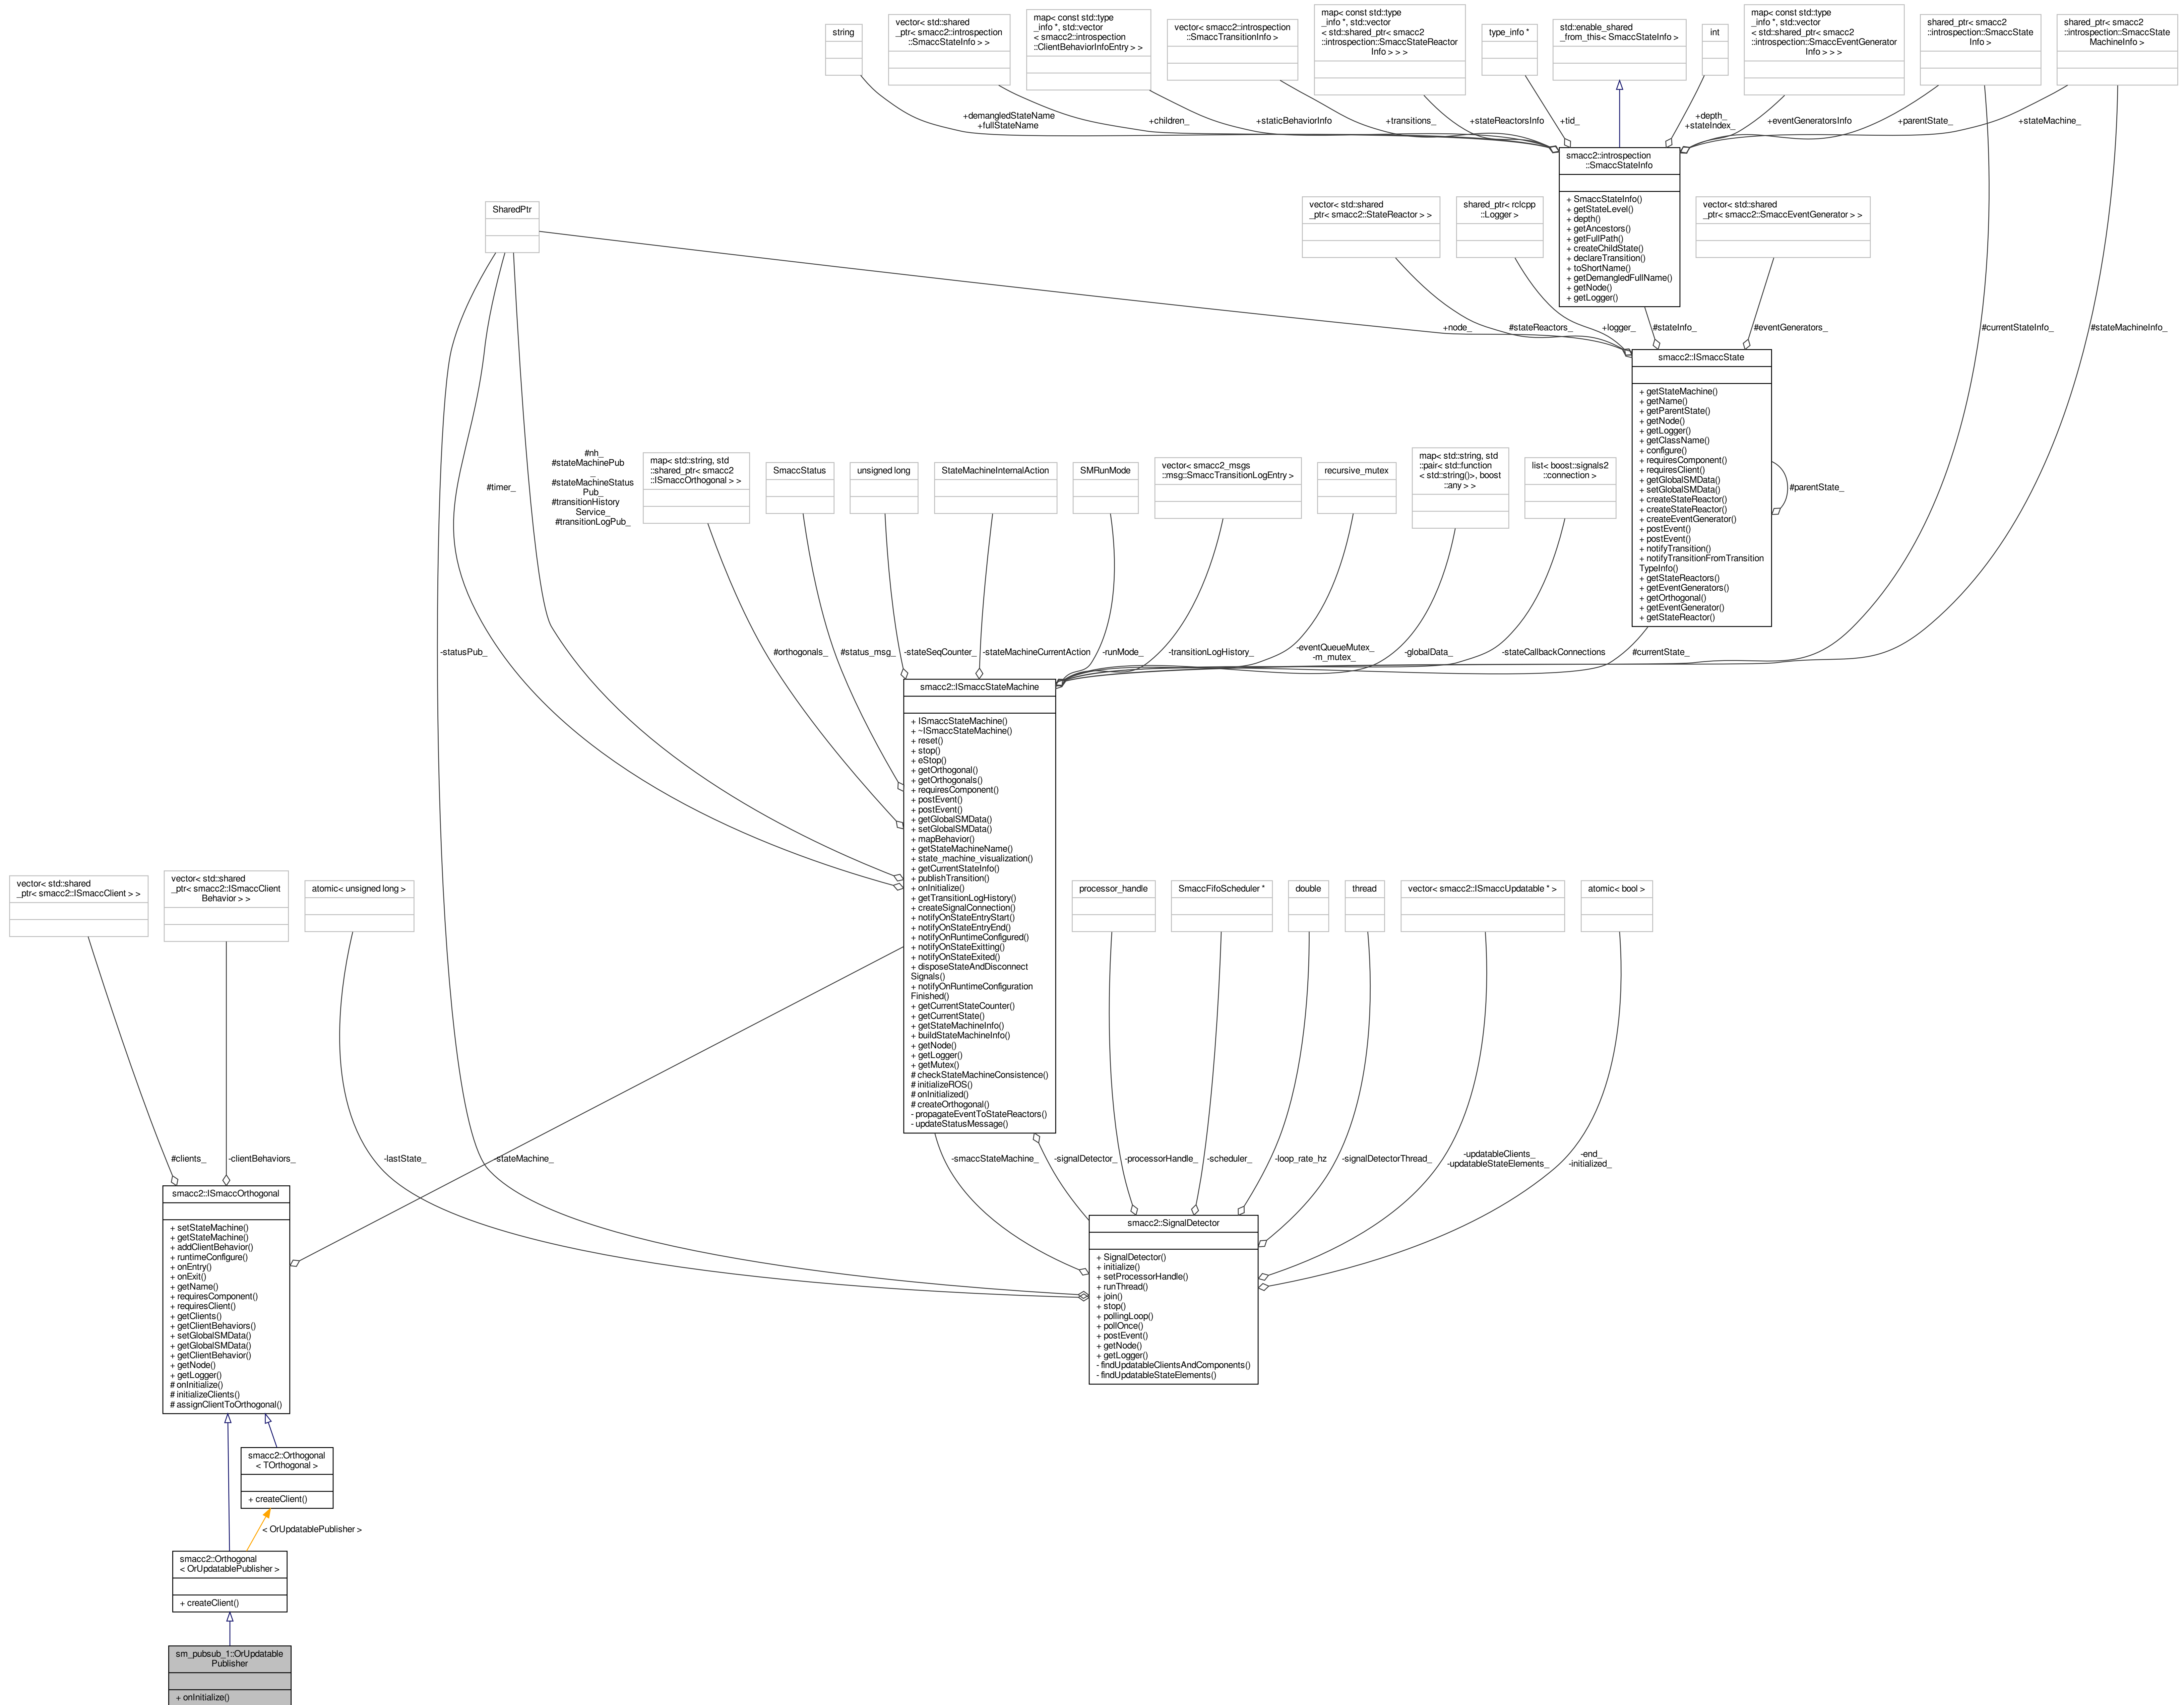 string
vector< std::shared
_ptr< smacc2::introspection
::SmaccStateInfo > >
map< const std::type
_info *, std::vector
< smacc2::introspection
::ClientBehaviorInfoEntry > >
vector< smacc2::introspection
::SmaccTransitionInfo >
map< const std::type
_info *, std::vector
< std::shared_ptr< smacc2
::introspection::SmaccStateReactor
Info > > >
type_info *
std::enable_shared
_from_this< SmaccStateInfo >
int
map< const std::type
_info *, std::vector
< std::shared_ptr< smacc2
::introspection::SmaccEventGenerator
Info > > >
shared_ptr< smacc2
::introspection::SmaccState
Info >
shared_ptr< smacc2
::introspection::SmaccState
MachineInfo >
+demangledStateName
+fullStateName
+children_
+staticBehaviorInfo
+transitions_
+stateReactorsInfo
+tid_
+depth_
+stateIndex_
+eventGeneratorsInfo
+parentState_
+stateMachine_
smacc2::introspection
::SmaccStateInfo
+ SmaccStateInfo()
+ getStateLevel()
+ depth()
+ getAncestors()
+ getFullPath()
+ createChildState()
+ declareTransition()
+ toShortName()
+ getDemangledFullName()
+ getNode()
+ getLogger()
SharedPtr
vector< std::shared
_ptr< smacc2::StateReactor > >
shared_ptr< rclcpp
::Logger >
vector< std::shared
_ptr< smacc2::SmaccEventGenerator > >
+node_
#stateReactors_
+logger_
#stateInfo_
#eventGenerators_
#currentStateInfo_
#stateMachineInfo_
smacc2::ISmaccState
+ getStateMachine()
+ getName()
+ getParentState()
+ getNode()
+ getLogger()
+ getClassName()
+ configure()
+ requiresComponent()
+ requiresClient()
+ getGlobalSMData()
+ setGlobalSMData()
+ createStateReactor()
+ createStateReactor()
+ createEventGenerator()
+ postEvent()
+ postEvent()
+ notifyTransition()
+ notifyTransitionFromTransition
TypeInfo()
+ getStateReactors()
+ getEventGenerators()
+ getOrthogonal()
+ getEventGenerator()
+ getStateReactor()
#parentState_
#timer_
#nh_
#stateMachinePub
_
#stateMachineStatus
Pub_
#transitionHistory
Service_
#transitionLogPub_
map< std::string, std
::shared_ptr< smacc2
::ISmaccOrthogonal > >
SmaccStatus
unsigned long
StateMachineInternalAction
SMRunMode
vector< smacc2_msgs
::msg::SmaccTransitionLogEntry >
recursive_mutex
map< std::string, std
::pair< std::function
< std::string()>, boost
::any > >
list< boost::signals2
::connection >
-statusPub_
#orthogonals_
#status_msg_
-stateSeqCounter_
-stateMachineCurrentAction
-runMode_
-transitionLogHistory_
-eventQueueMutex_
-m_mutex_
-globalData_
-stateCallbackConnections
#currentState_
smacc2::ISmaccStateMachine
+ ISmaccStateMachine()
+ ~ISmaccStateMachine()
+ reset()
+ stop()
+ eStop()
+ getOrthogonal()
+ getOrthogonals()
+ requiresComponent()
+ postEvent()
+ postEvent()
+ getGlobalSMData()
+ setGlobalSMData()
+ mapBehavior()
+ getStateMachineName()
+ state_machine_visualization()
+ getCurrentStateInfo()
+ publishTransition()
+ onInitialize()
+ getTransitionLogHistory()
+ createSignalConnection()
+ notifyOnStateEntryStart()
+ notifyOnStateEntryEnd()
+ notifyOnRuntimeConfigured()
+ notifyOnStateExitting()
+ notifyOnStateExited()
+ disposeStateAndDisconnect
Signals()
+ notifyOnRuntimeConfiguration
Finished()
+ getCurrentStateCounter()
+ getCurrentState()
+ getStateMachineInfo()
+ buildStateMachineInfo()
+ getNode()
+ getLogger()
+ getMutex()
# checkStateMachineConsistence()
# initializeROS()
# onInitialized()
# createOrthogonal()
- propagateEventToStateReactors()
- updateStatusMessage()
vector< std::shared
_ptr< smacc2::ISmaccClient > >
vector< std::shared
_ptr< smacc2::ISmaccClient
Behavior > >
atomic< unsigned long >
processor_handle
SmaccFifoScheduler *
double
thread
vector< smacc2::ISmaccUpdatable * >
atomic< bool >
#clients_
-clientBehaviors_
-lastState_
-stateMachine_
-smaccStateMachine_
-signalDetector_
-processorHandle_
-scheduler_
-loop_rate_hz
-signalDetectorThread_
-updatableClients_
-updatableStateElements_
-end_
-initialized_
smacc2::ISmaccOrthogonal
+ setStateMachine()
+ getStateMachine()
+ addClientBehavior()
+ runtimeConfigure()
+ onEntry()
+ onExit()
+ getName()
+ requiresComponent()
+ requiresClient()
+ getClients()
+ getClientBehaviors()
+ setGlobalSMData()
+ getGlobalSMData()
+ getClientBehavior()
+ getNode()
+ getLogger()
# onInitialize()
# initializeClients()
# assignClientToOrthogonal()
smacc2::SignalDetector
+ SignalDetector()
+ initialize()
+ setProcessorHandle()
+ runThread()
+ join()
+ stop()
+ pollingLoop()
+ pollOnce()
+ postEvent()
+ getNode()
+ getLogger()
- findUpdatableClientsAndComponents()
- findUpdatableStateElements()
smacc2::Orthogonal
< TOrthogonal >
+ createClient()
< OrUpdatablePublisher >
smacc2::Orthogonal
< OrUpdatablePublisher >
+ createClient()
sm_pubsub_1::OrUpdatable
Publisher
+ onInitialize()